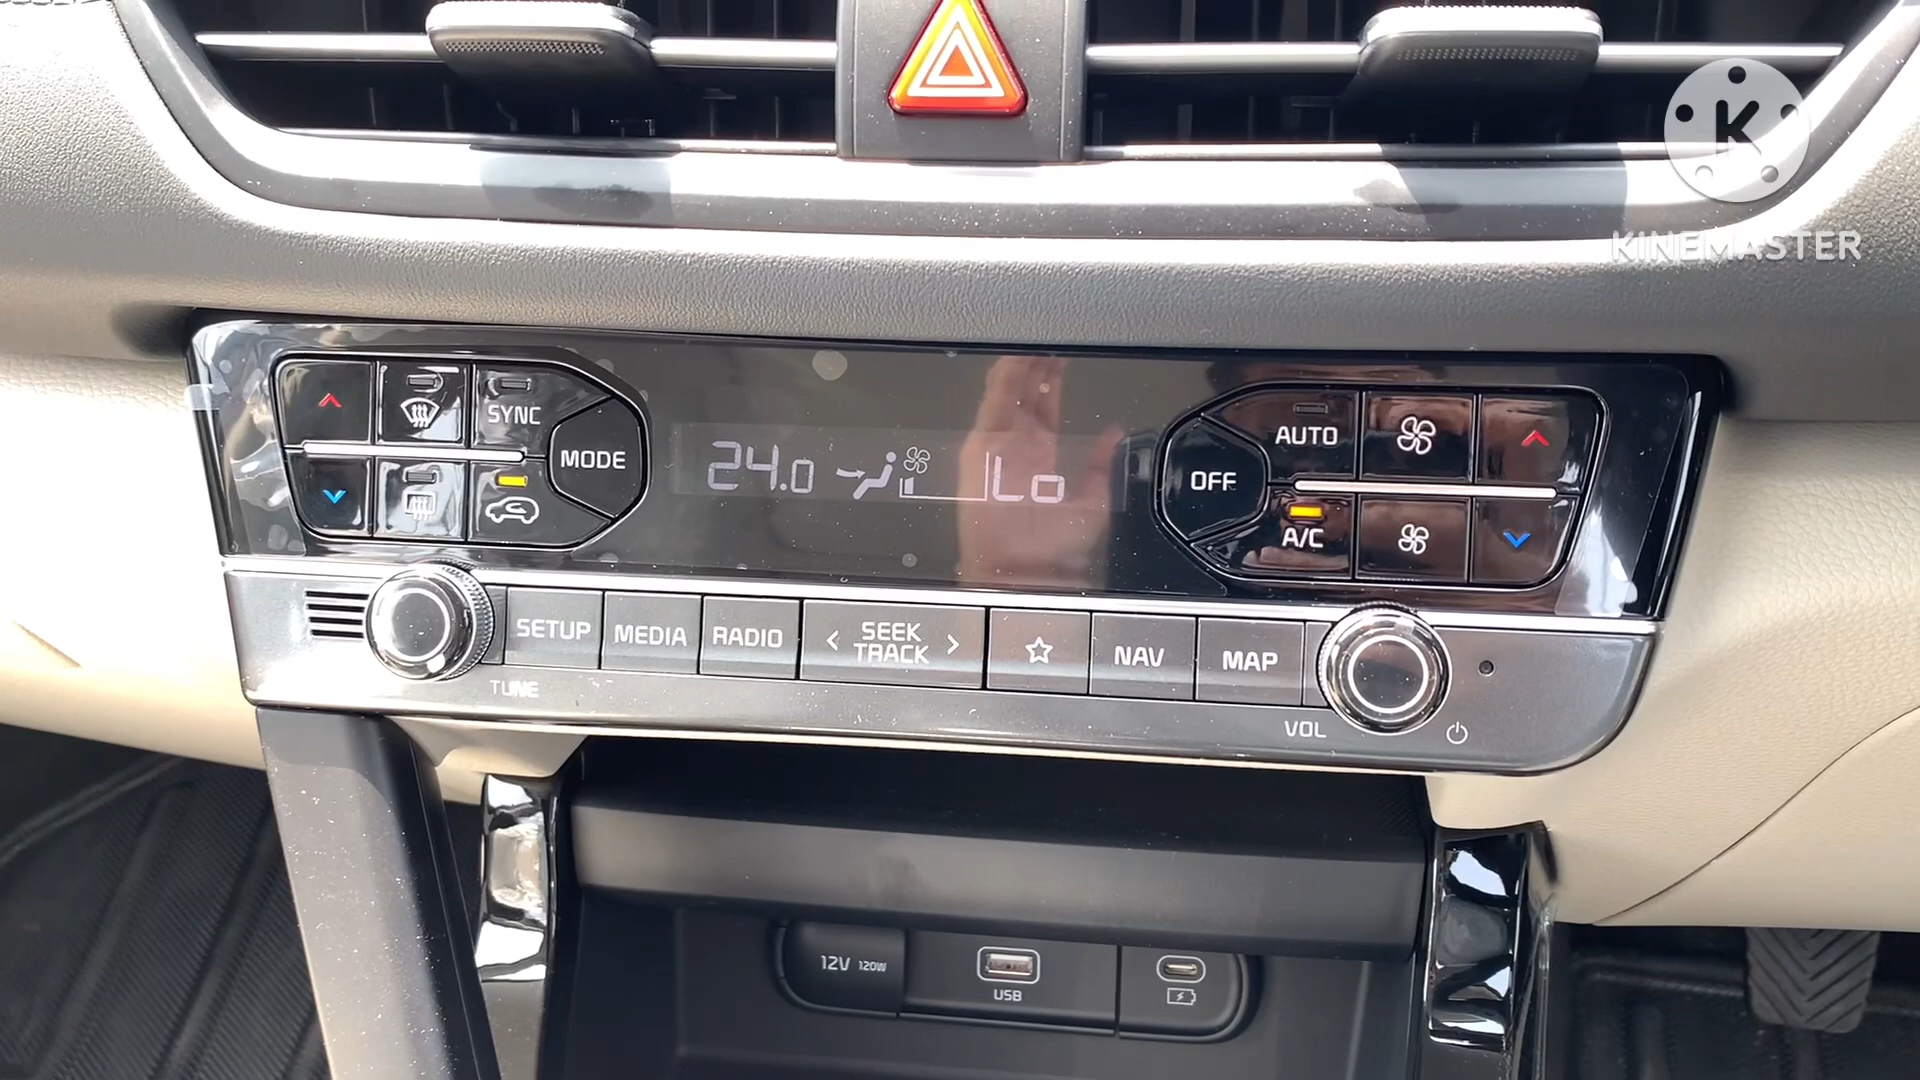 K
KINEMASTER
SYNC
MODE
24.0
Lo
OFF
AUTO
A/C
SETUP
MEDIA
RADIO
< SEEK >
TRACK
NAV
MAP
TUNE
VOL
12V 120W
USB